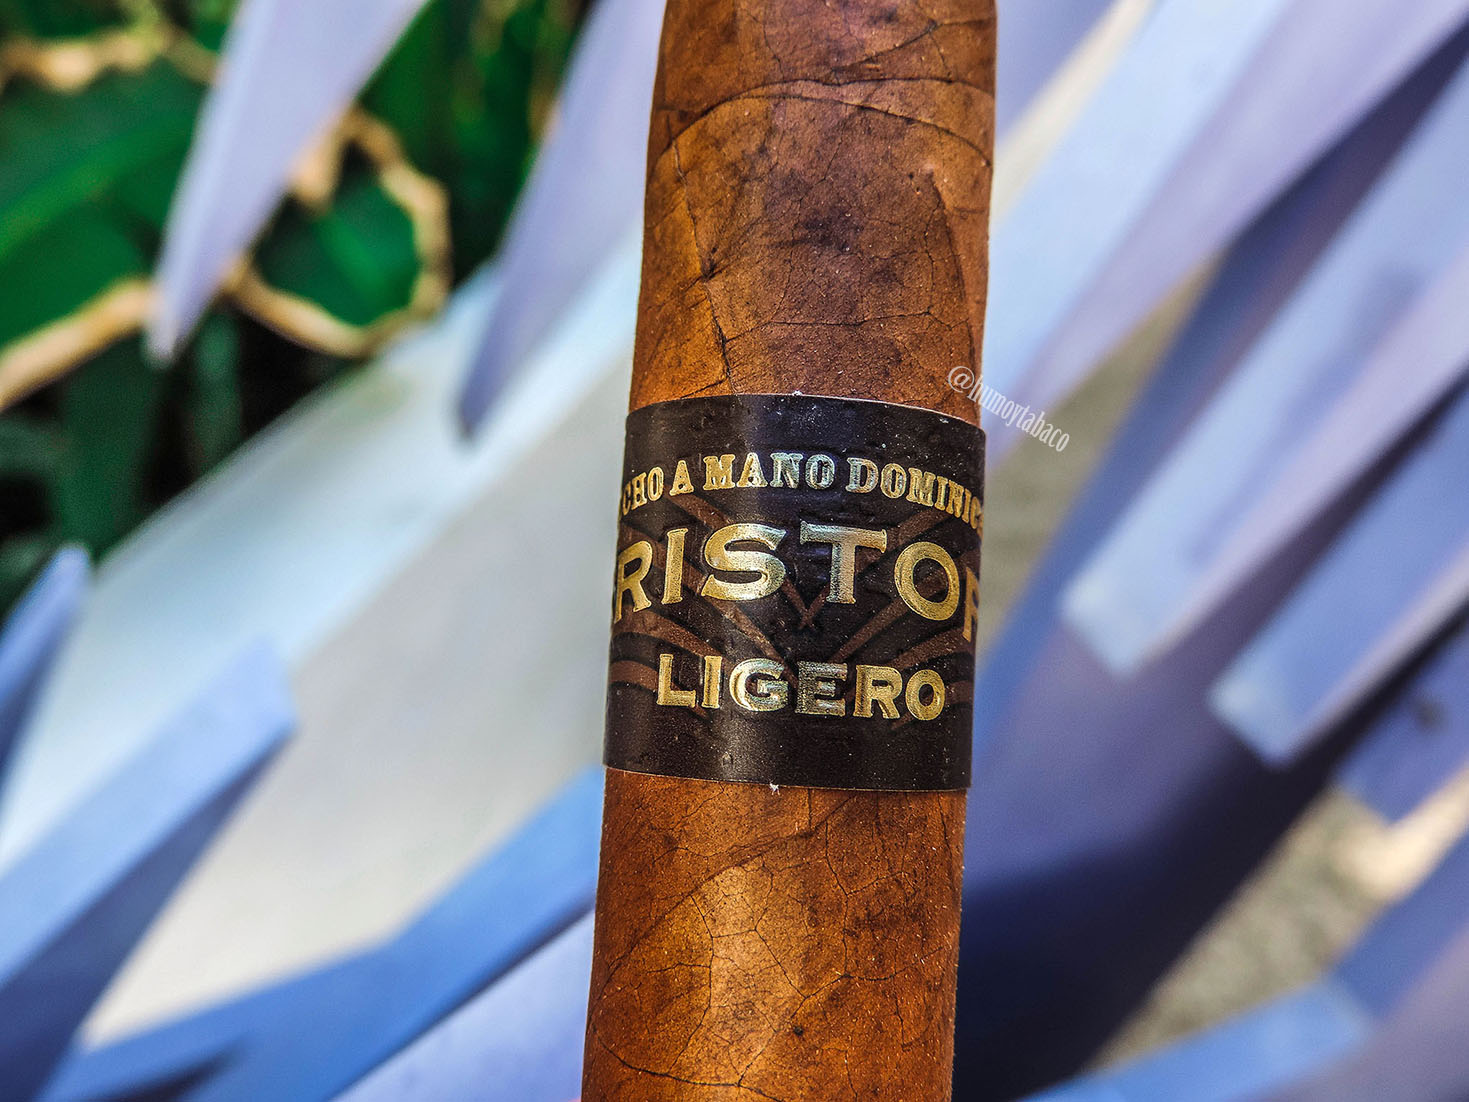 CHO A MANO DOMINIC
RISTO
LIGERO
@humoytabaco